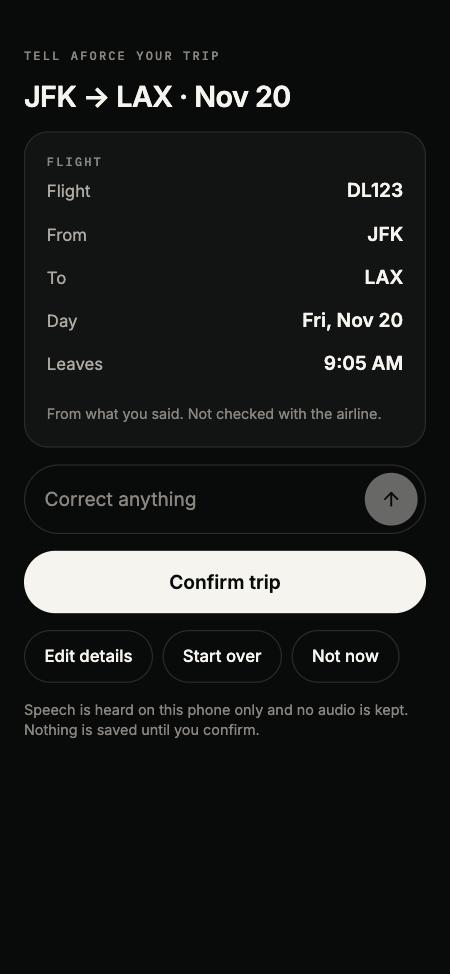 TELL AFORCE YOUR TRIP
JFK → LAX · Nov 20
FLIGHT
Flight DL123
From JFK
To LAX
Day Fri, Nov 20
Leaves 9:05 AM
From what you said. Not checked with the airline.
Correct anything
Confirm trip
Edit details Start over Not now
Speech is heard on this phone only and no audio is kept.
Nothing is saved until you confirm.